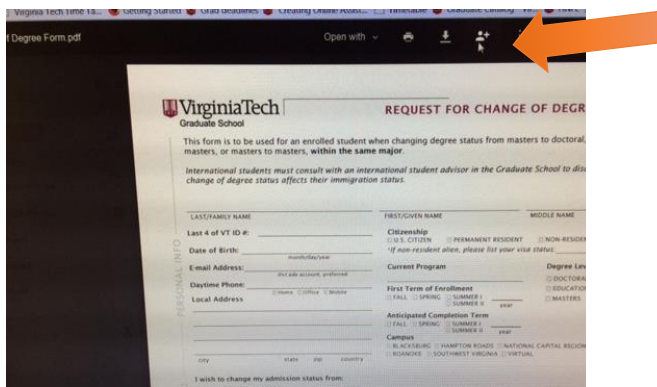 Virginia Tech Time Ta... Getting Started Grad deadlines Creating Online Assist... Timetable Graduate Catalog
t Degree Form.pdf Open with
VirginiaTech
Graduate School
REQUEST FOR CHANGE OF DEGR
This form is to be used for an enrolled student when changing degree status from masters to doctoral,
masters, or masters to masters, within the same major.
International students must consult with an international student advisor in the Graduate School to disc
change of degree status affects their immigration status.
LAST/FAMILY NAME FIRST/GIVEN NAME MIDDLE NAME
PERSONAL INFO
Last 4 of VT ID #:
Date of Birth:
month/day/year
E-mail Address:
(vt.edu account, preferred)
Daytime Phone:
Home Office Mobile
Local Address
city state zip country
Citizenship
U.S. CITIZEN PERMANENT RESIDENT NON-RESIDEN
*If non-resident alien, please list your visa status:
Current Program
Degree Lev
DOCTORA
First Term of Enrollment
EDUCATION
FALL SPRING SUMMER I
SUMMER II year
MASTERS
Anticipated Completion Term
FALL SPRING SUMMER I
SUMMER II year
Campus
BLACKSBURG HAMPTON ROADS NATIONAL CAPITAL REGION
ROANOKE SOUTHWEST VIRGINIA VIRTUAL
I wish to change my admission status from: